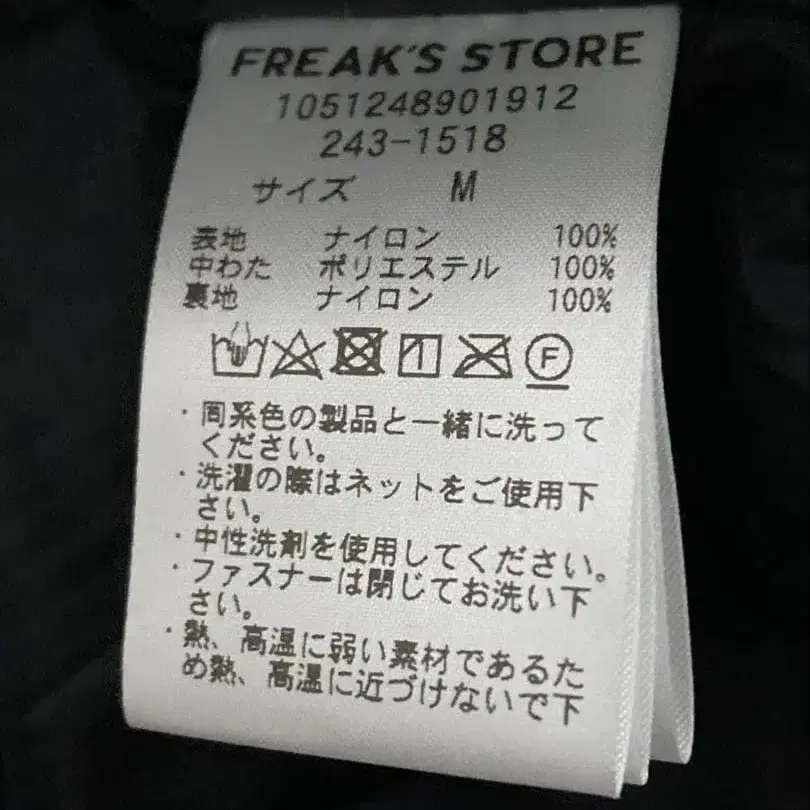 FREAK'S STORE
1051248901912
243-1518
サイズ M
表地 ナイロン 100%
中わた ポリエステル 100%
裏地 ナイロン 100%
F
・同系色の製品と一緒に洗って
ください。
・洗濯の際はネットをご使用下
さい。
・中性洗剤を使用してください。
・ファスナーは閉じてお洗い下
さい。
・熱、高温に弱い素材であるた
め熱、高温に近づけないで下